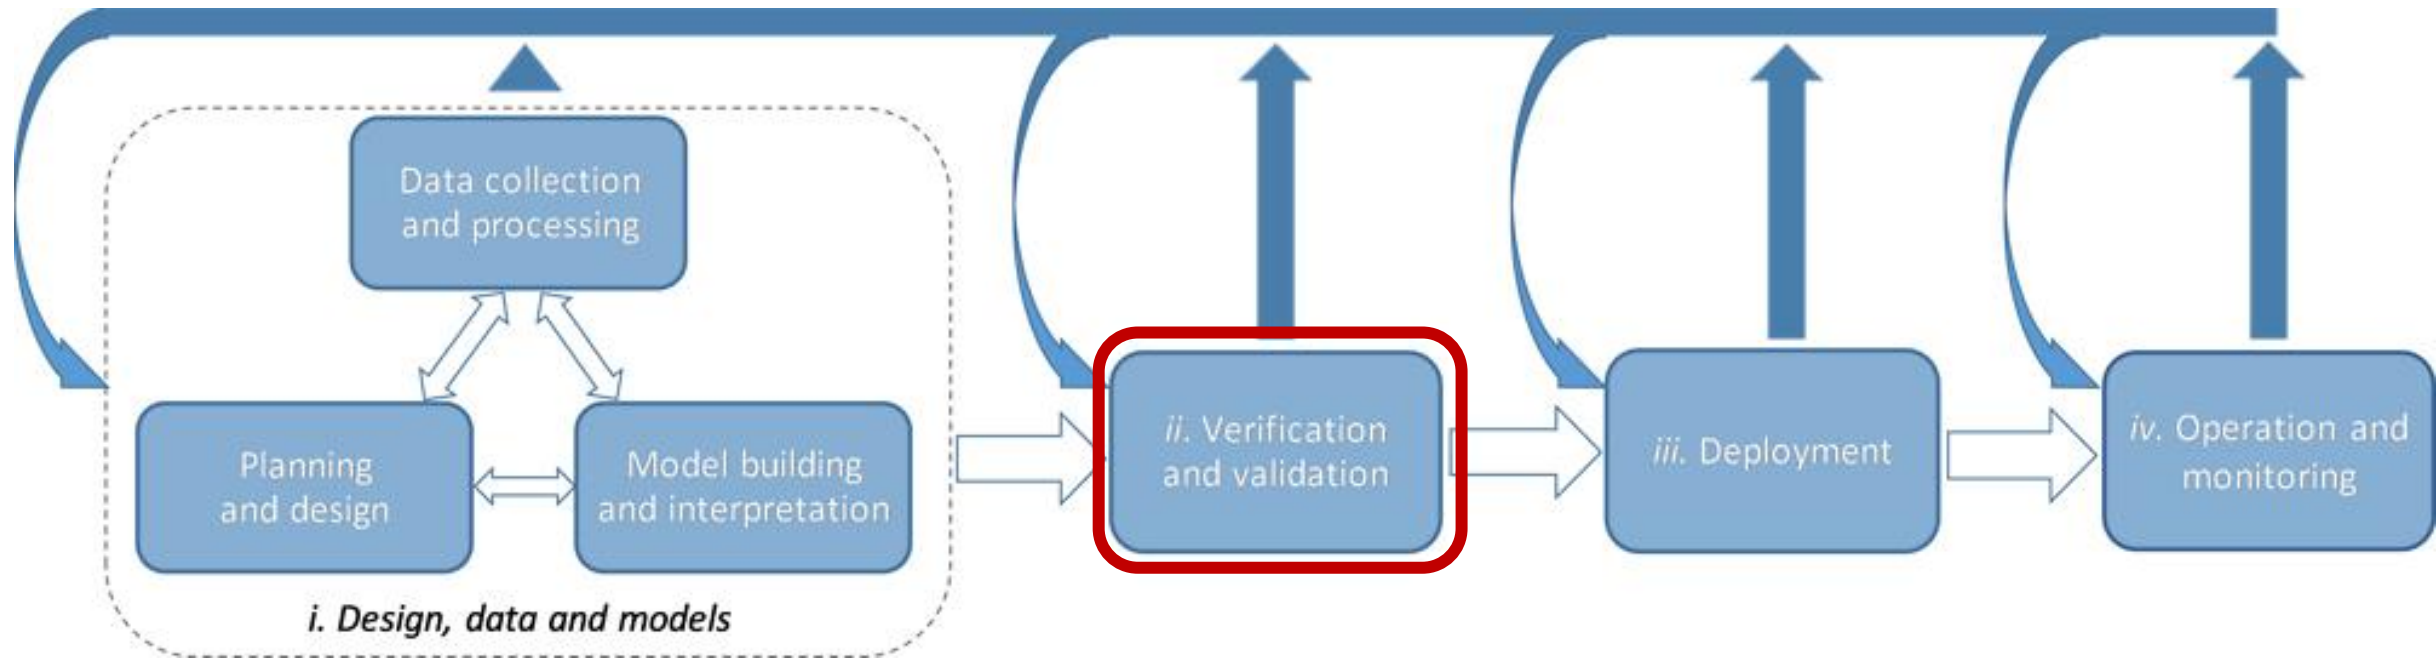 Data collection
and processing
Planning
and design
Model building
and interpretation
i. Design, data and models
ii. Verification
and validation
iii. Deployment
iv. Operation and
monitoring